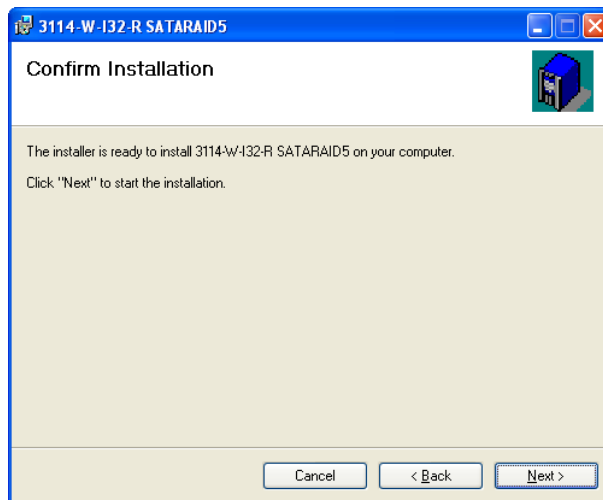 3114-W-I32-R SATARAID5
Confirm Installation
The installer is ready to install 3114-W-I32-R SATARAID5 on your computer.
Click "Next" to start the installation.
Cancel
< Back
Next >